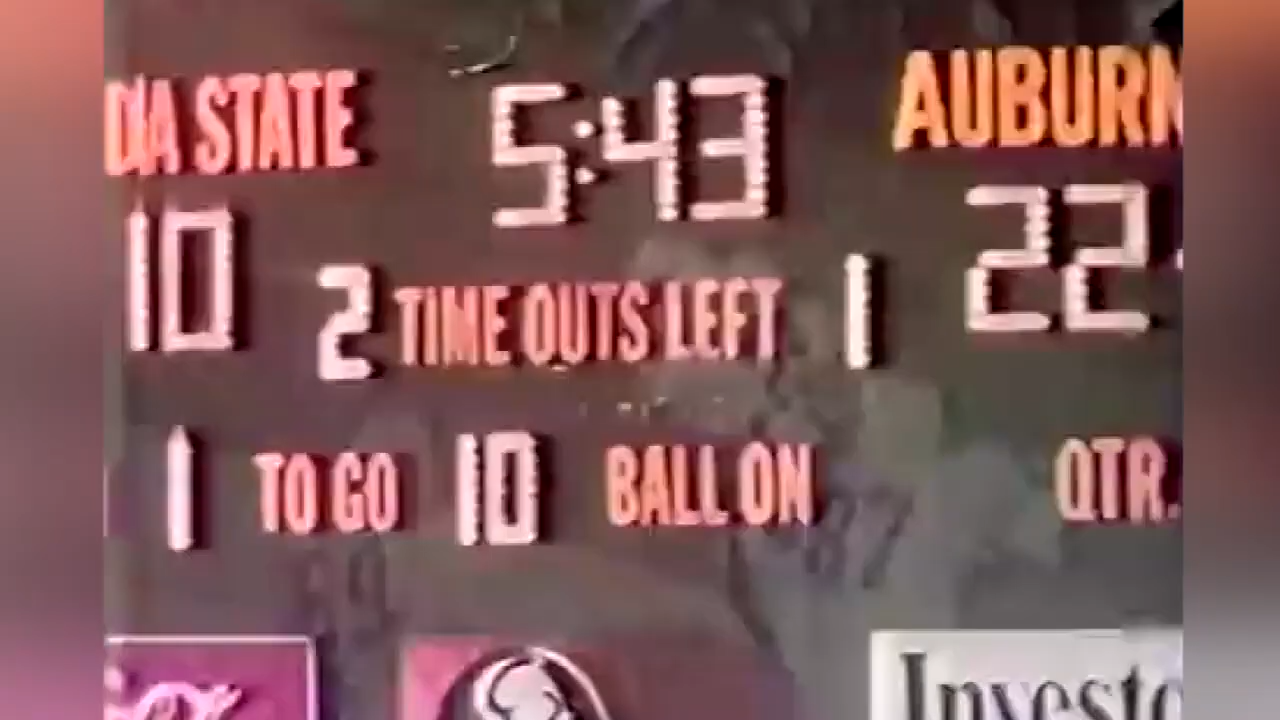 DA STATE 5:43 AUBURN
10 22
2 TIME OUTS LEFT 1
1 TO GO 10 BALL ON QTR.
Investo